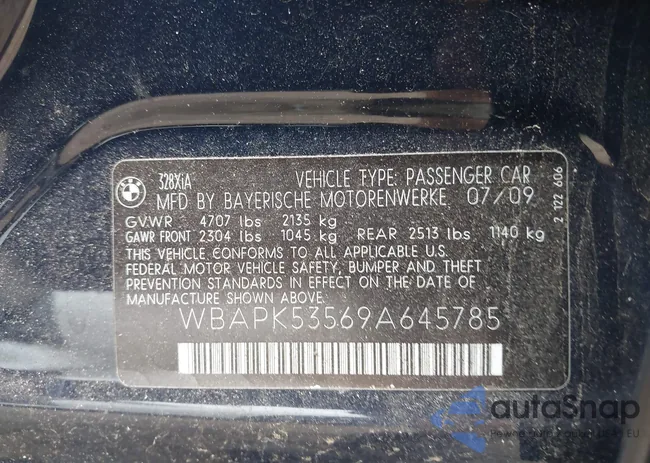 BMW
328XiA VEHICLE TYPE: PASSENGER CAR
MFD BY BAYERISCHE MOTORENWERKE 07/09
GVWR 4707 lbs 2135 kg
GAWR FRONT 2304 lbs 1045 kg REAR 2513 lbs 1140 kg
THIS VEHICLE CONFORMS TO ALL APPLICABLE U.S.
FEDERAL MOTOR VEHICLE SAFETY, BUMPER AND THEFT
PREVENTION STANDARDS IN EFFECT ON THE DATE OF
MANUFACTURE SHOWN ABOVE.
WBAPK53569A645785
2 122 606
autoSnap